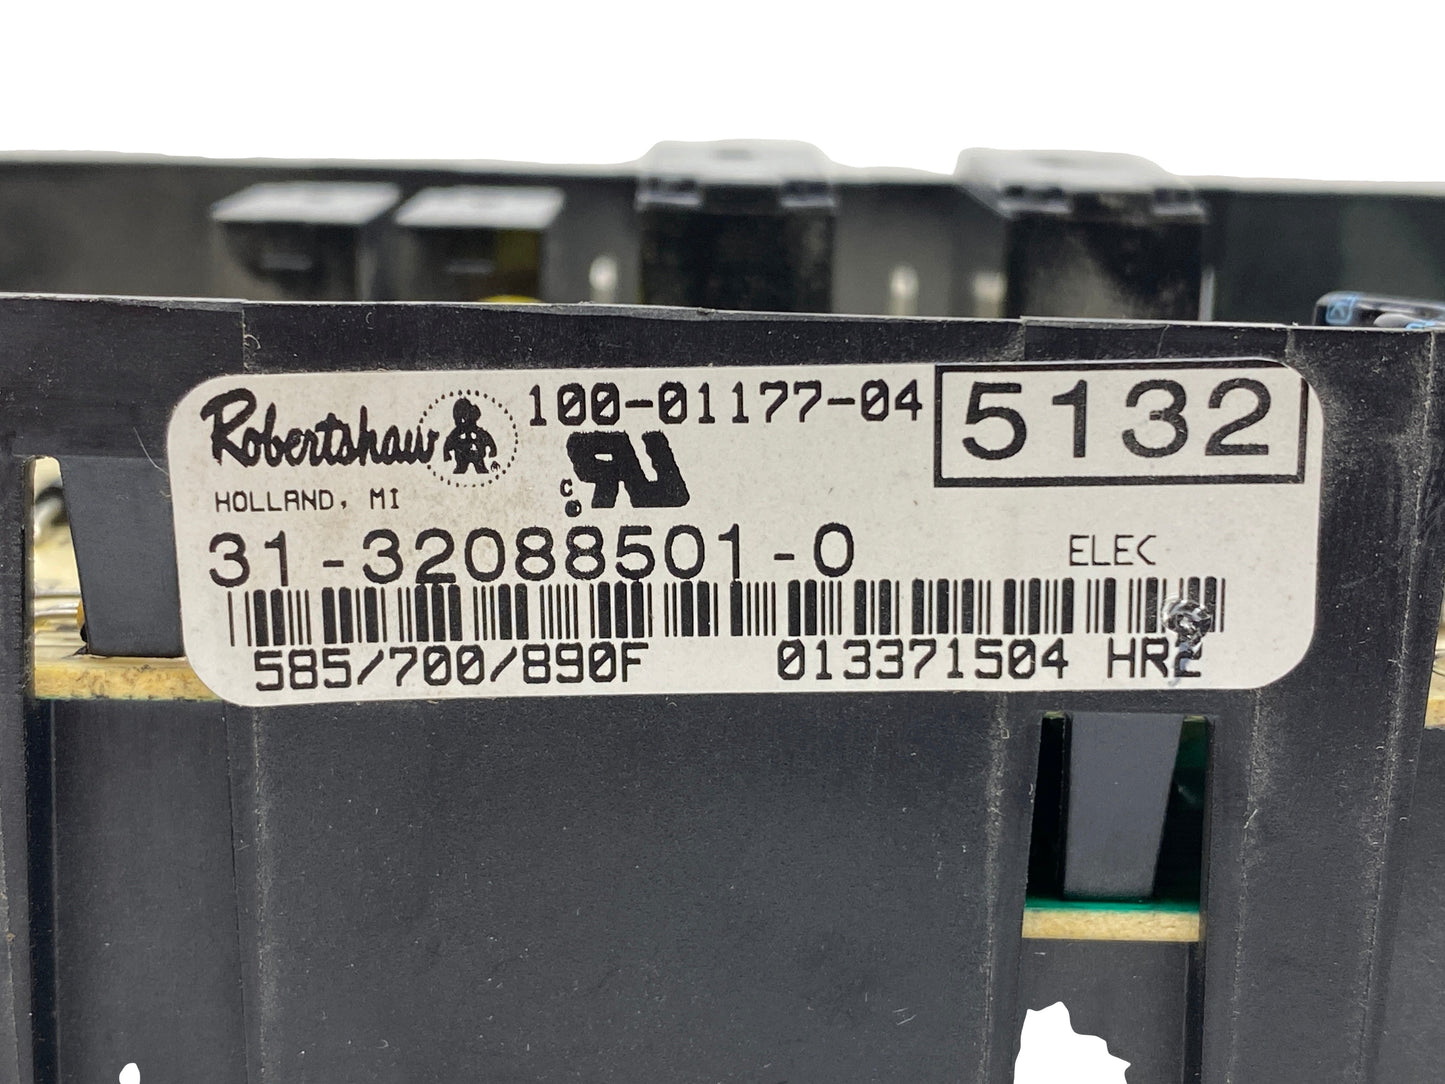 Robertshaw 100-01177-04 5132
HOLLAND, MI
31-32088501-0 ELEC
585/700/890F 013371504 HR2